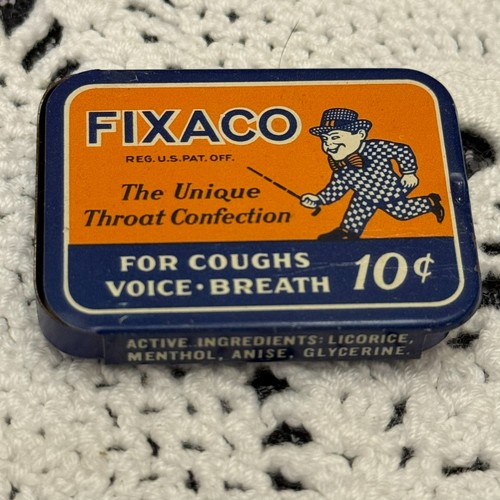 FIXACO
REG. U.S. PAT. OFF.
The Unique
Throat Confection
FOR COUGHS
VOICE · BREATH
10¢
ACTIVE INGREDIENTS: LICORICE,
MENTHOL, ANISE, GLYCERINE.